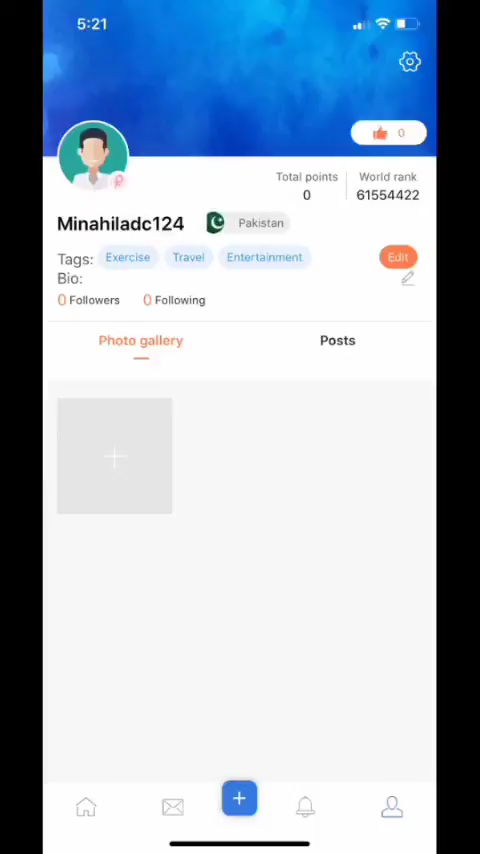 5:21
0
Total points World rank
0 61554422
Minahiladc124 Pakistan
Tags: Exercise Travel Entertainment Edit
Bio:
0 Followers 0 Following
Photo gallery Posts